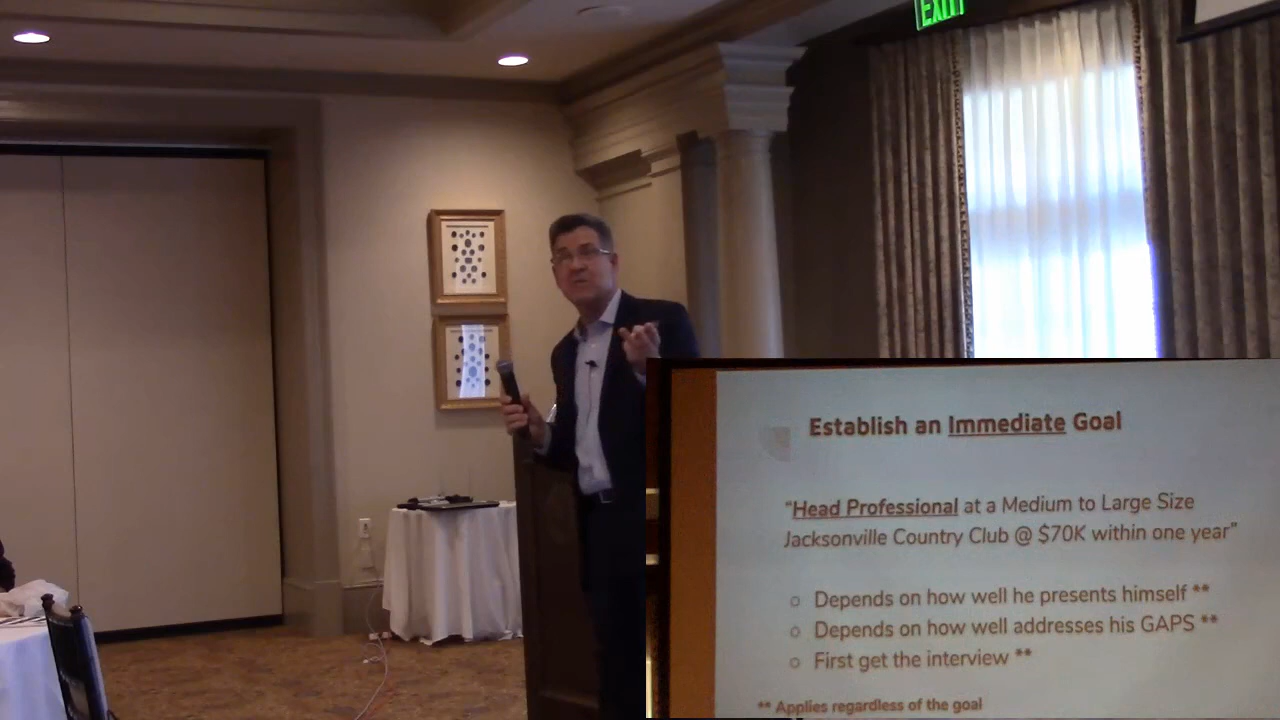 EXIT
Establish an Immediate Goal
"Head Professional at a Medium to Large Size
Jacksonville Country Club @ $70K within one year"
Depends on how well he presents himself **
Depends on how well addresses his GAPS **
First get the interview **
** Applies regardless of the goal